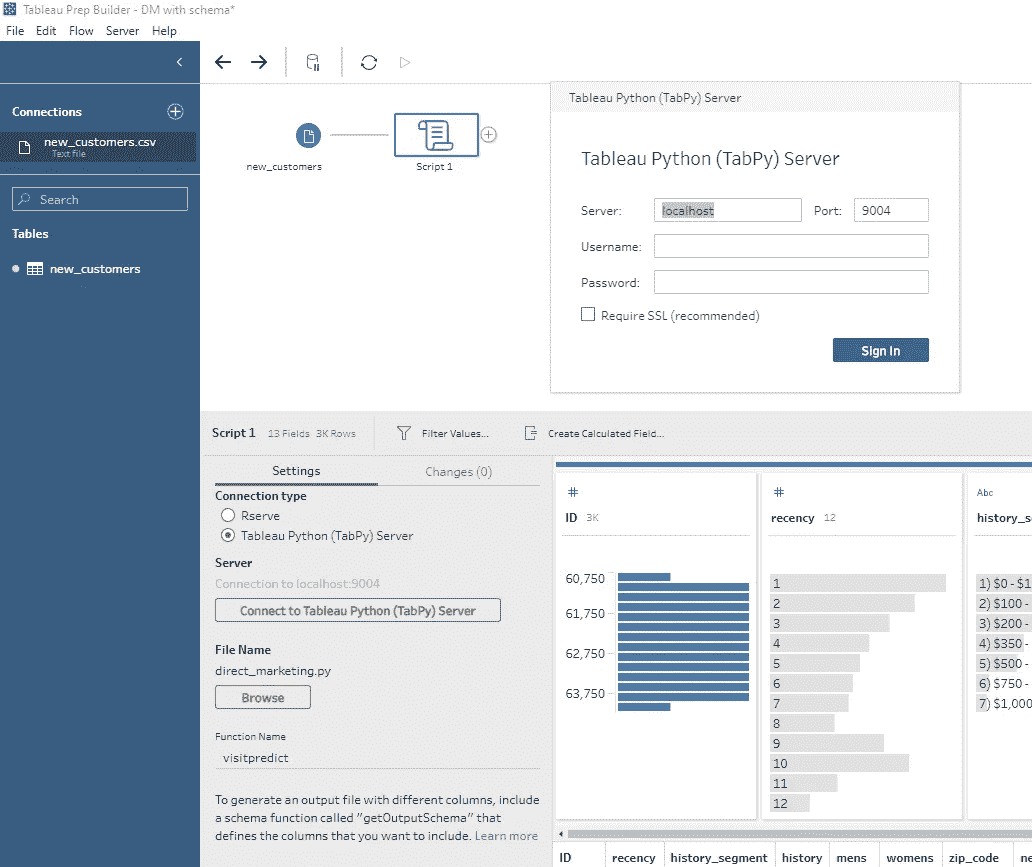 Tableau Prep Builder - DM with schema*
File Edit Flow Server Help
Connections
new_customers.csv
Text file
Search
Tables
new_customers
new_customers
Script 1
Tableau Python (TabPy) Server
Tableau Python (TabPy) Server
Server: localhost Port: 9004
Username:
Password:
Require SSL (recommended)
Sign In
Script 1 13 Fields 3K Rows Filter Values... Create Calculated Field...
Settings Changes (0)
Connection type
Rserve
Tableau Python (TabPy) Server
Server
Connection to localhost:9004
Connect to Tableau Python (TabPy) Server
File Name
direct_marketing.py
Browse
Function Name
visitpredict
To generate an output file with different columns, include
a schema function called "getOutputSchema" that
defines the columns that you want to include. Learn more
#
ID 3K
60,750
61,750
62,750
63,750
#
recency 12
1
2
3
4
5
6
7
8
9
10
11
12
Abc
history_s
1) $0 - $1
2) $100 -
3) $200 -
4) $350 -
5) $500 -
6) $750 -
7) $1,000
ID recency history_segment history mens womens zip_code ne